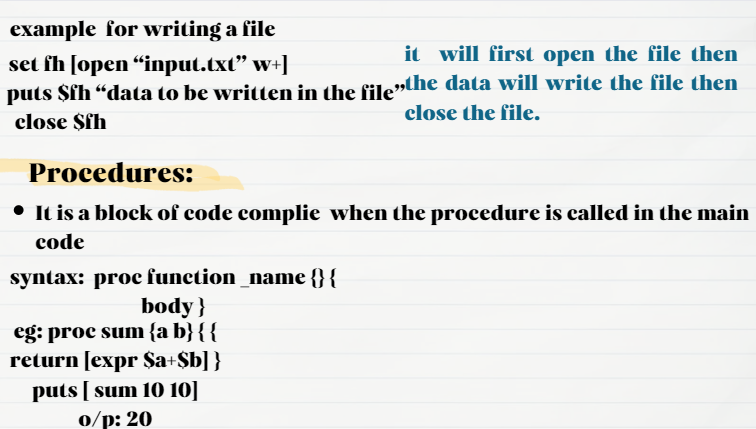 example for writing a file
set fh [open “input.txt” w+]
puts $fh “data to be written in the file”
close $fh
it will first open the file then
the data will write the file then
close the file.
Procedures:
• It is a block of code complie when the procedure is called in the main
code
syntax: proc function _name {} {
body }
eg: proc sum {a b} { {
return [expr $a+$b] }
puts [ sum 10 10]
o/p: 20